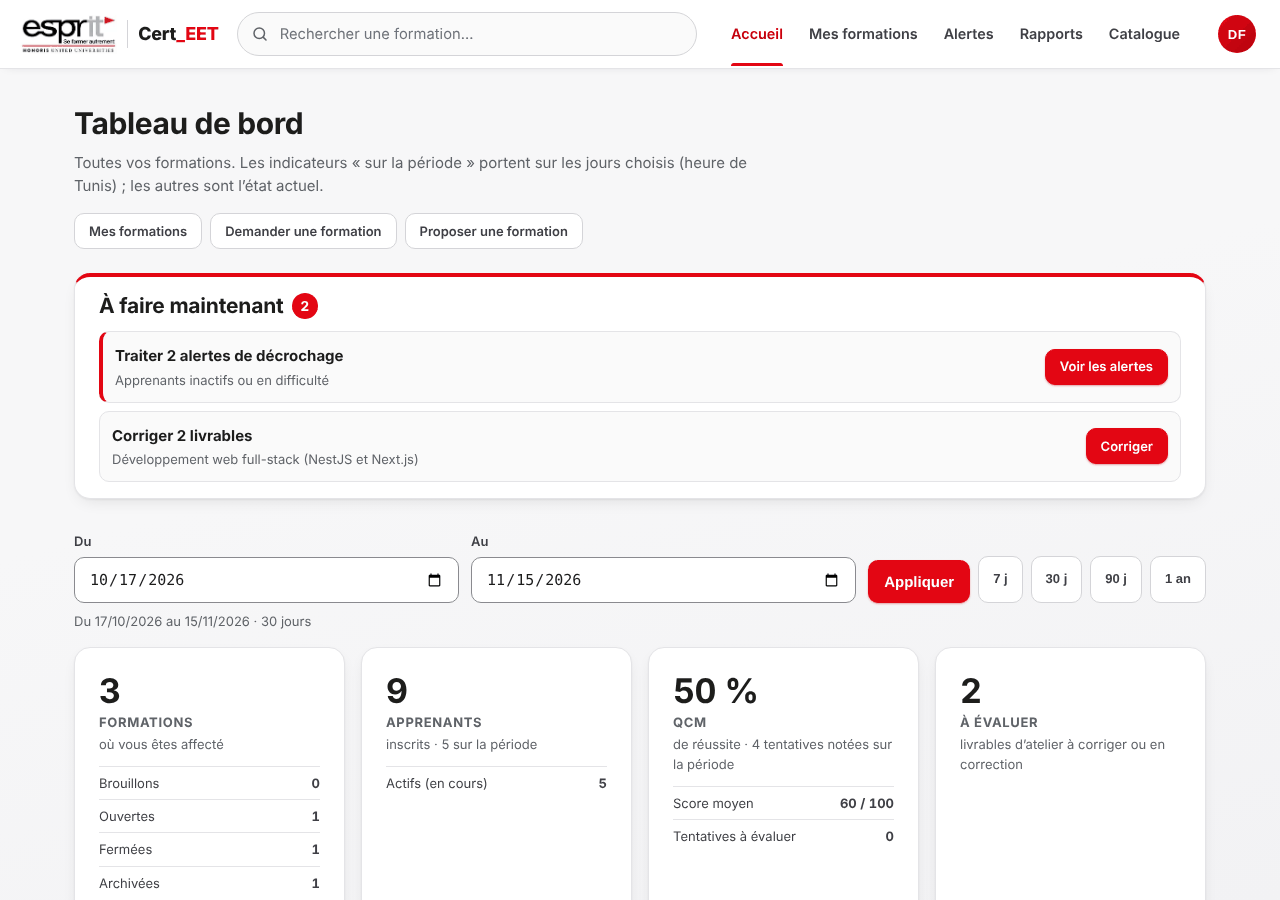 esprit
Se former autrement
HONORIS UNITED UNIVERSITIES
Cert_EET
Rechercher une formation...
Accueil
Mes formations
Alertes
Rapports
Catalogue
DF
Tableau de bord
Toutes vos formations. Les indicateurs « sur la période » portent sur les jours choisis (heure de
Tunis) ; les autres sont l’état actuel.
Mes formations
Demander une formation
Proposer une formation
À faire maintenant 2
Traiter 2 alertes de décrochage
Apprenants inactifs ou en difficulté
Voir les alertes
Corriger 2 livrables
Développement web full-stack (NestJS et Next.js)
Corriger
Du
10/17/2026
Au
11/15/2026
Appliquer
7 j
30 j
90 j
1 an
Du 17/10/2026 au 15/11/2026 · 30 jours
3
FORMATIONS
où vous êtes affecté
Brouillons 0
Ouvertes 1
Fermées 1
Archivées 1
9
APPRENANTS
inscrits · 5 sur la période
Actifs (en cours) 5
50 %
QCM
de réussite · 4 tentatives notées sur
la période
Score moyen 60 / 100
Tentatives à évaluer 0
2
À ÉVALUER
livrables d’atelier à corriger ou en
correction